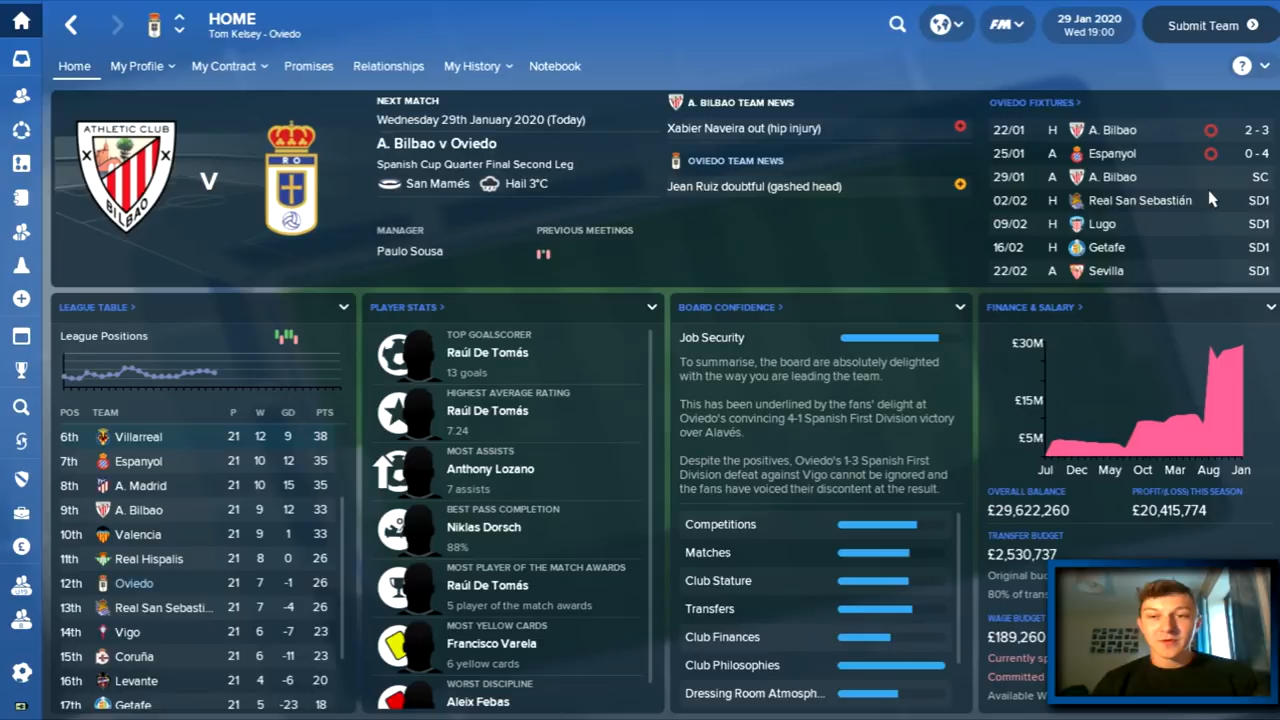 HOME
Tom Kelsey - Oviedo
FM
29 Jan 2020
Wed 19:00
Submit Team
Home
My Profile
My Contract
Promises
Relationships
My History
Notebook
?
ATHLETIC CLUB
BILBAO
V
RO
NEXT MATCH
Wednesday 29th January 2020 (Today)
A. Bilbao v Oviedo
Spanish Cup Quarter Final Second Leg
San Mamés
Hail 3°C
MANAGER
Paulo Sousa
PREVIOUS MEETINGS
A. BILBAO TEAM NEWS
Xabier Naveira out (hip injury)
OVIEDO TEAM NEWS
Jean Ruiz doubtful (gashed head)
OVIEDO FIXTURES >
22/01 H A. Bilbao 2 - 3
25/01 A Espanyol 0 - 4
29/01 A A. Bilbao SC
02/02 H Real San Sebastián SD1
09/02 H Lugo SD1
16/02 H Getafe SD1
22/02 A Sevilla SD1
LEAGUE TABLE >
League Positions
POS TEAM P W GD PTS
6th Villarreal 21 12 9 38
7th Espanyol 21 10 12 35
8th A. Madrid 21 10 15 35
9th A. Bilbao 21 9 12 33
10th Valencia 21 9 1 33
11th Real Hispalis 21 8 0 26
12th Oviedo 21 7 -1 26
13th Real San Sebasti... 21 7 -4 26
14th Vigo 21 6 -7 23
15th Coruña 21 6 -11 23
16th Levante 21 4 -6 20
17th Getafe 21 5 -23 18
PLAYER STATS >
TOP GOALSCORER
Raúl De Tomás
13 goals
HIGHEST AVERAGE RATING
Raúl De Tomás
7.24
MOST ASSISTS
Anthony Lozano
7 assists
BEST PASS COMPLETION
Niklas Dorsch
88%
MOST PLAYER OF THE MATCH AWARDS
Raúl De Tomás
5 player of the match awards
MOST YELLOW CARDS
Francisco Varela
6 yellow cards
WORST DISCIPLINE
Aleix Febas
BOARD CONFIDENCE >
Job Security
To summarise, the board are absolutely delighted
with the way you are leading the team.
This has been underlined by the fans' delight at
Oviedo's convincing 4-1 Spanish First Division victory
over Alavés.
Despite the positives, Oviedo's 1-3 Spanish First
Division defeat against Vigo cannot be ignored and
the fans have voiced their discontent at the result.
Competitions
Matches
Club Stature
Transfers
Club Finances
Club Philosophies
Dressing Room Atmosph...
FINANCE & SALARY >
£30M
£15M
£5M
Jul Dec May Oct Mar Aug Jan
OVERALL BALANCE
£29,622,260
PROFIT/(LOSS) THIS SEASON
£20,415,774
TRANSFER BUDGET
£2,530,737
Original bu
80% of tran
WAGE BUDGET
£189,260
Currently sp
Committed
Available W